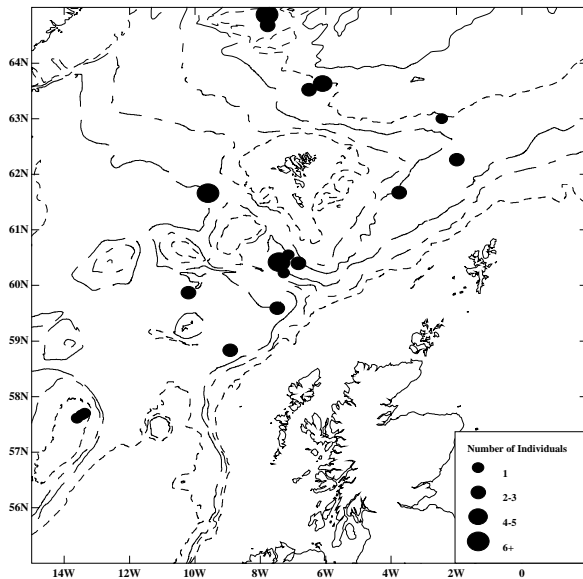 64N
63N
62N
61N
60N
59N
58N
57N
56N
14W 12W 10W 8W 6W 4W 2W 0
Number of Individuals
1
2-3
4-5
6+